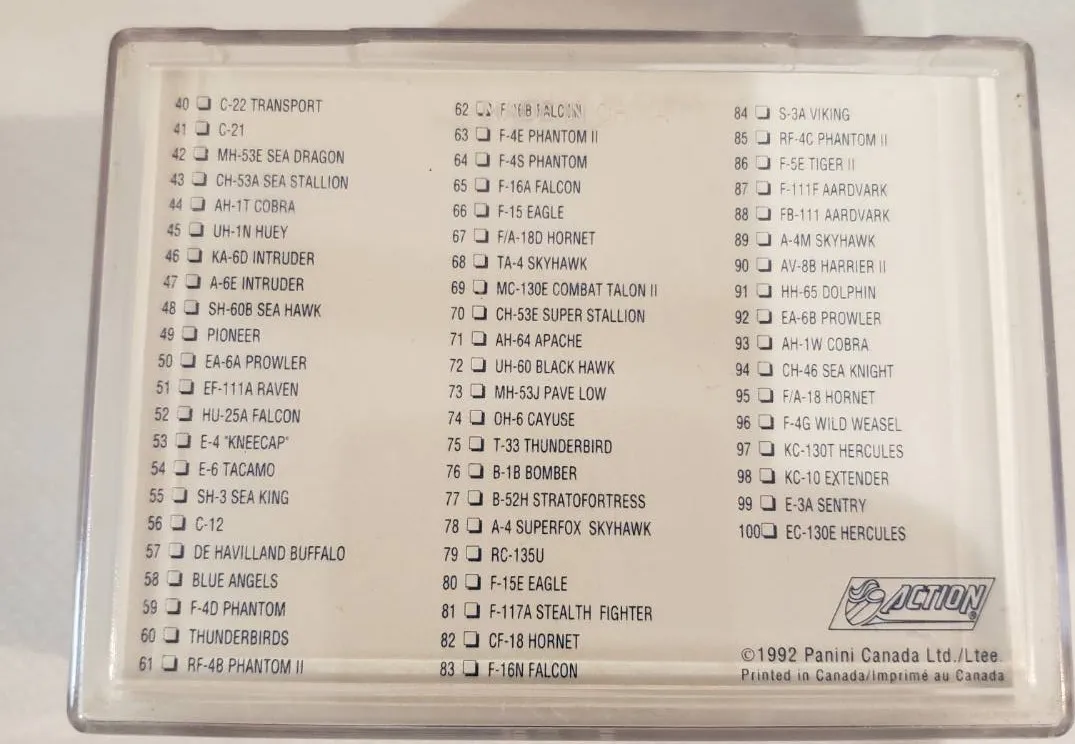 40 ❏ C-22 TRANSPORT
41 ❏ C-21
42 ❏ MH-53E SEA DRAGON
43 ❏ CH-53A SEA STALLION
44 ❏ AH-1T COBRA
45 ❏ UH-1N HUEY
46 ❏ KA-6D INTRUDER
47 ❏ A-6E INTRUDER
48 ❏ SH-60B SEA HAWK
49 ❏ PIONEER
50 ❏ EA-6A PROWLER
51 ❏ EF-111A RAVEN
52 ❏ HU-25A FALCON
53 ❏ E-4 "KNEECAP"
54 ❏ E-6 TACAMO
55 ❏ SH-3 SEA KING
56 ❏ C-12
57 ❏ DE HAVILLAND BUFFALO
58 ❏ BLUE ANGELS
59 ❏ F-4D PHANTOM
60 ❏ THUNDERBIRDS
61 ❏ RF-4B PHANTOM II
62 ❏ F-16B FALCON
63 ❏ F-4E PHANTOM II
64 ❏ F-4S PHANTOM
65 ❏ F-16A FALCON
66 ❏ F-15 EAGLE
67 ❏ F/A-18D HORNET
68 ❏ TA-4 SKYHAWK
69 ❏ MC-130E COMBAT TALON II
70 ❏ CH-53E SUPER STALLION
71 ❏ AH-64 APACHE
72 ❏ UH-60 BLACK HAWK
73 ❏ MH-53J PAVE LOW
74 ❏ OH-6 CAYUSE
75 ❏ T-33 THUNDERBIRD
76 ❏ B-1B BOMBER
77 ❏ B-52H STRATOFORTRESS
78 ❏ A-4 SUPERFOX SKYHAWK
79 ❏ RC-135U
80 ❏ F-15E EAGLE
81 ❏ F-117A STEALTH FIGHTER
82 ❏ CF-18 HORNET
83 ❏ F-16N FALCON
84 ❏ S-3A VIKING
85 ❏ RF-4C PHANTOM II
86 ❏ F-5E TIGER II
87 ❏ F-111F AARDVARK
88 ❏ FB-111 AARDVARK
89 ❏ A-4M SKYHAWK
90 ❏ AV-8B HARRIER II
91 ❏ HH-65 DOLPHIN
92 ❏ EA-6B PROWLER
93 ❏ AH-1W COBRA
94 ❏ CH-46 SEA KNIGHT
95 ❏ F/A-18 HORNET
96 ❏ F-4G WILD WEASEL
97 ❏ KC-130T HERCULES
98 ❏ KC-10 EXTENDER
99 ❏ E-3A SENTRY
100❏ EC-130E HERCULES
ACTION®
©1992 Panini Canada Ltd./Ltee.
Printed in Canada/Imprimé au Canada